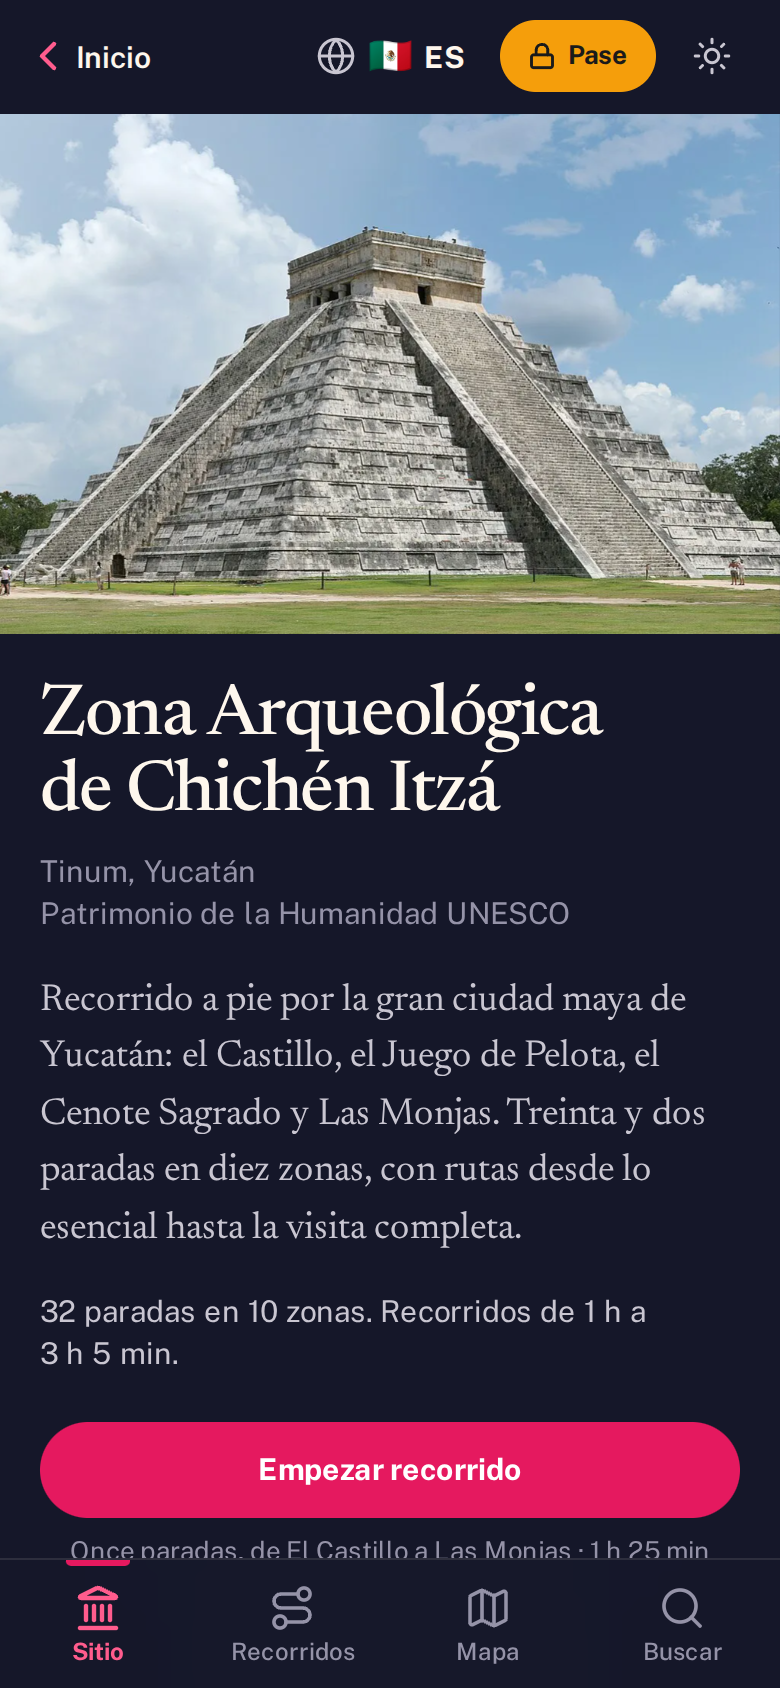 Inicio
ES
Pase
Zona Arqueológica
de Chichén Itzá
Tinum, Yucatán
Patrimonio de la Humanidad UNESCO
Recorrido a pie por la gran ciudad maya de
Yucatán: el Castillo, el Juego de Pelota, el
Cenote Sagrado y Las Monjas. Treinta y dos
paradas en diez zonas, con rutas desde lo
esencial hasta la visita completa.
32 paradas en 10 zonas. Recorridos de 1 h a
3 h 5 min.
Empezar recorrido
Once paradas, de El Castillo a Las Monjas · 1 h 25 min
Sitio
Recorridos
Mapa
Buscar